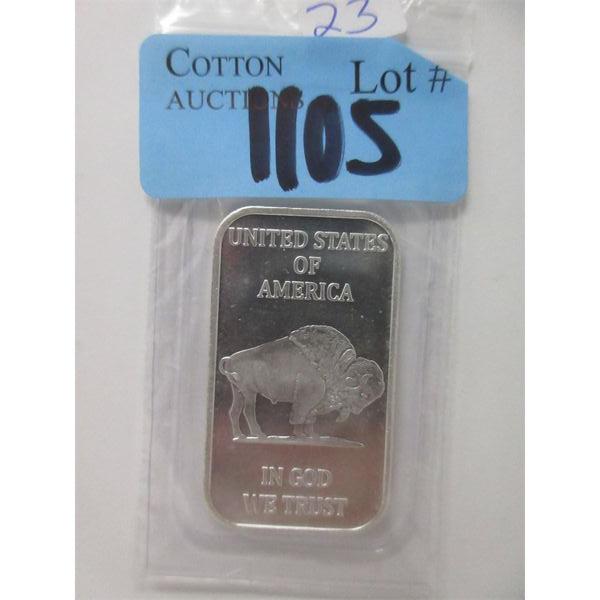 23
COTTON Lot #
AUCTIONS
1105
UNITED STATES
OF
AMERICA
IN GOD
WE TRUST